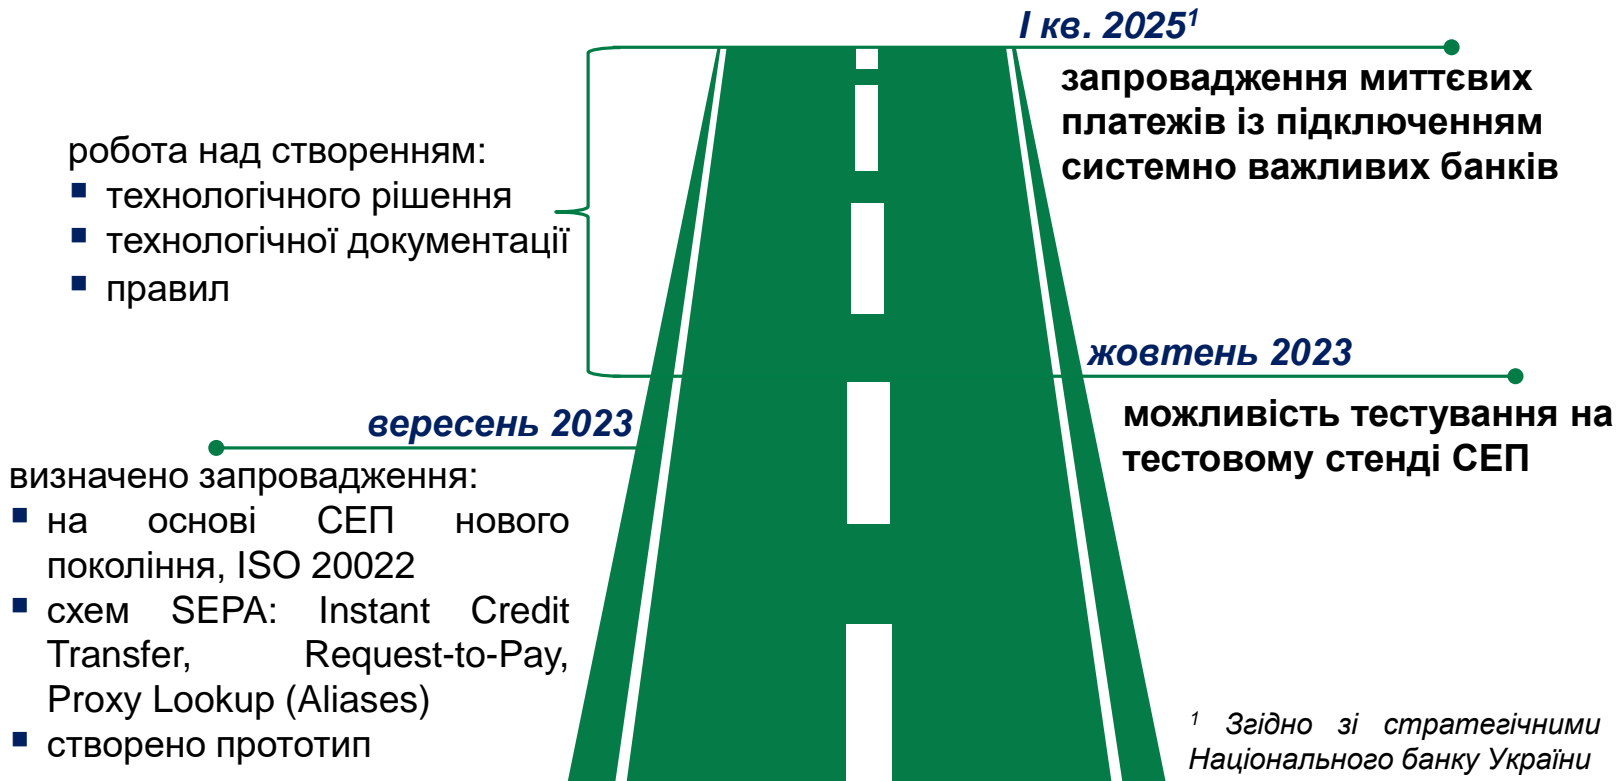 I кв. 2025¹
запровадження миттєвих
платежів із підключенням
системно важливих банків
робота над створенням:
▪ технологічного рішення
▪ технологічної документації
▪ правил
жовтень 2023
можливість тестування на
тестовому стенді СЕП
вересень 2023
визначено запровадження:
▪ на основі СЕП нового
покоління, ISO 20022
▪ схем SEPA: Instant Credit
Transfer, Request-to-Pay,
Proxy Lookup (Aliases)
▪ створено прототип
¹ Згідно зі стратегічними
Національного банку України